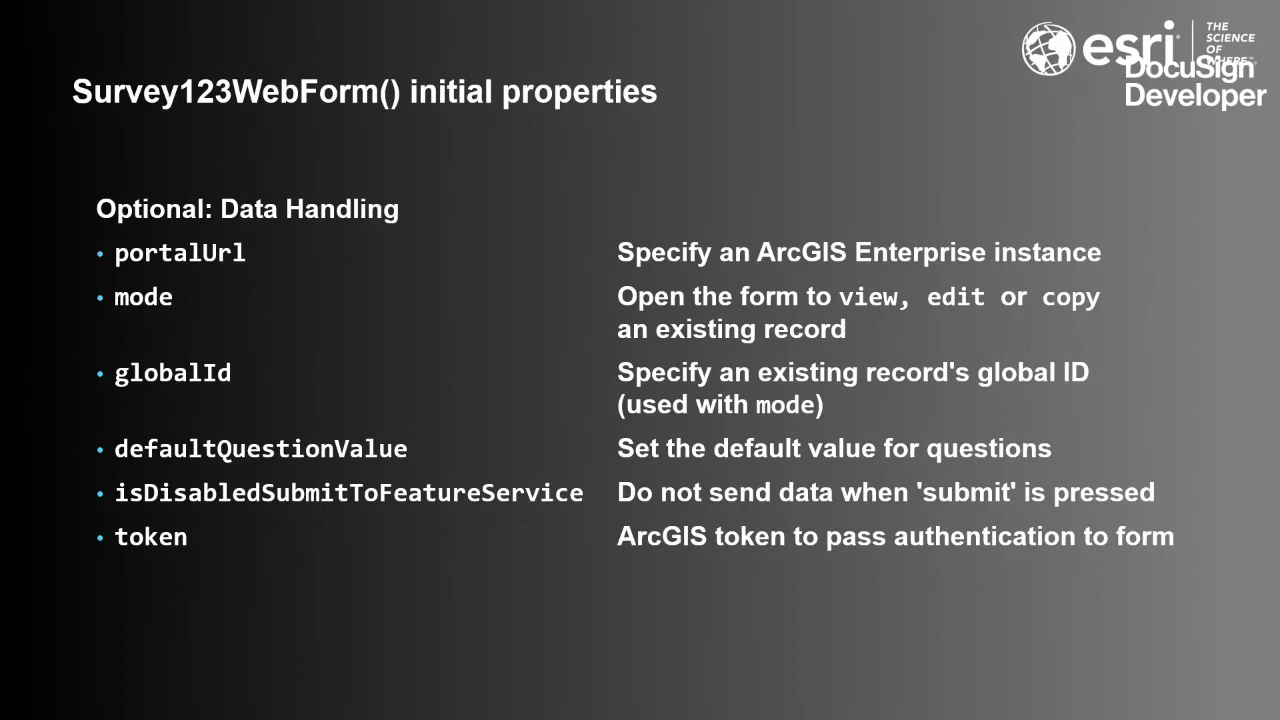 esri
THE
SCIENCE
OF
WHERE
DocuSign
Developer
Survey123WebForm() initial properties
Optional: Data Handling
• portalUrl Specify an ArcGIS Enterprise instance
• mode Open the form to view, edit or copy
an existing record
• globalId Specify an existing record's global ID
(used with mode)
• defaultQuestionValue Set the default value for questions
• isDisabledSubmitToFeatureService Do not send data when 'submit' is pressed
• token ArcGIS token to pass authentication to form